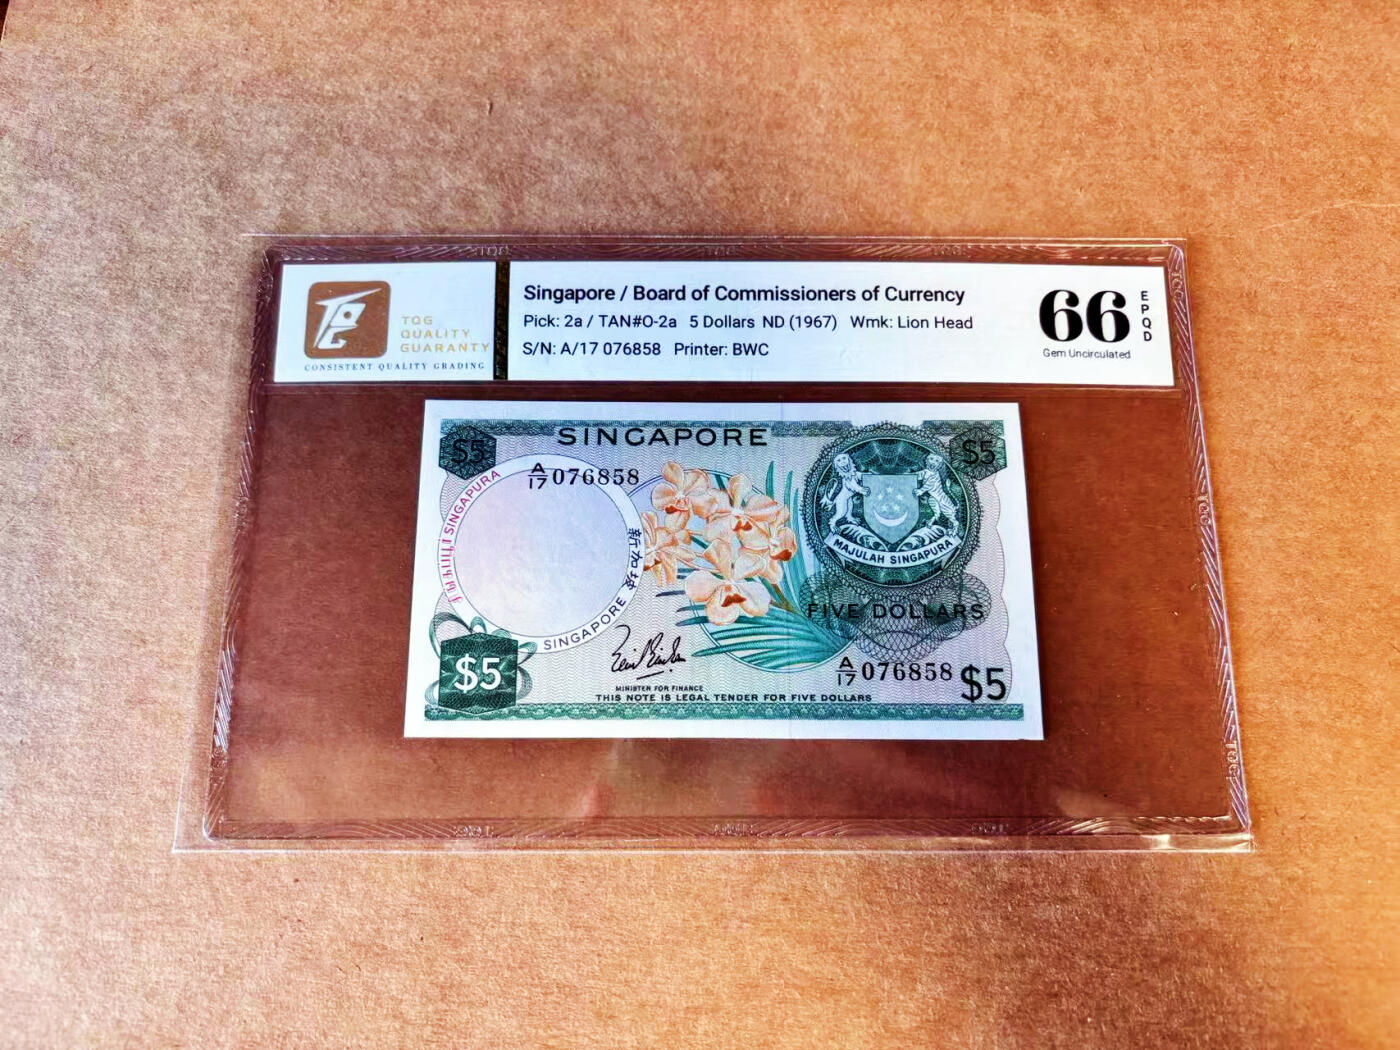 TQG
QUALITY
GUARANTY
CONSISTENT QUALITY GRADING
Singapore / Board of Commissioners of Currency
Pick: 2a / TAN#O-2a 5 Dollars ND (1967) Wmk: Lion Head
S/N: A/17 076858 Printer: BWC
66
EPQD
Gem Uncirculated
$5
SINGAPORE
$5
A/17 076858
SINGAPURA
新加坡
SINGAPORE
MAJULAH SINGAPURA
FIVE DOLLARS
$5
MINISTER FOR FINANCE
THIS NOTE IS LEGAL TENDER FOR FIVE DOLLARS
A/17 076858 $5